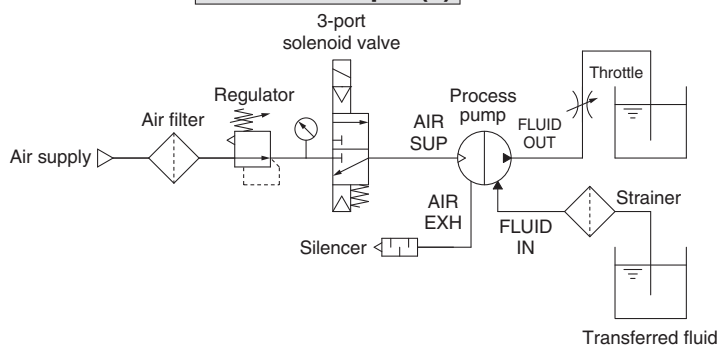 3-port
solenoid valve
Regulator
Air filter
Air supply
Process
pump
AIR
SUP
FLUID
OUT
Throttle
AIR
EXH
FLUID
IN
Strainer
Silencer
Transferred fluid